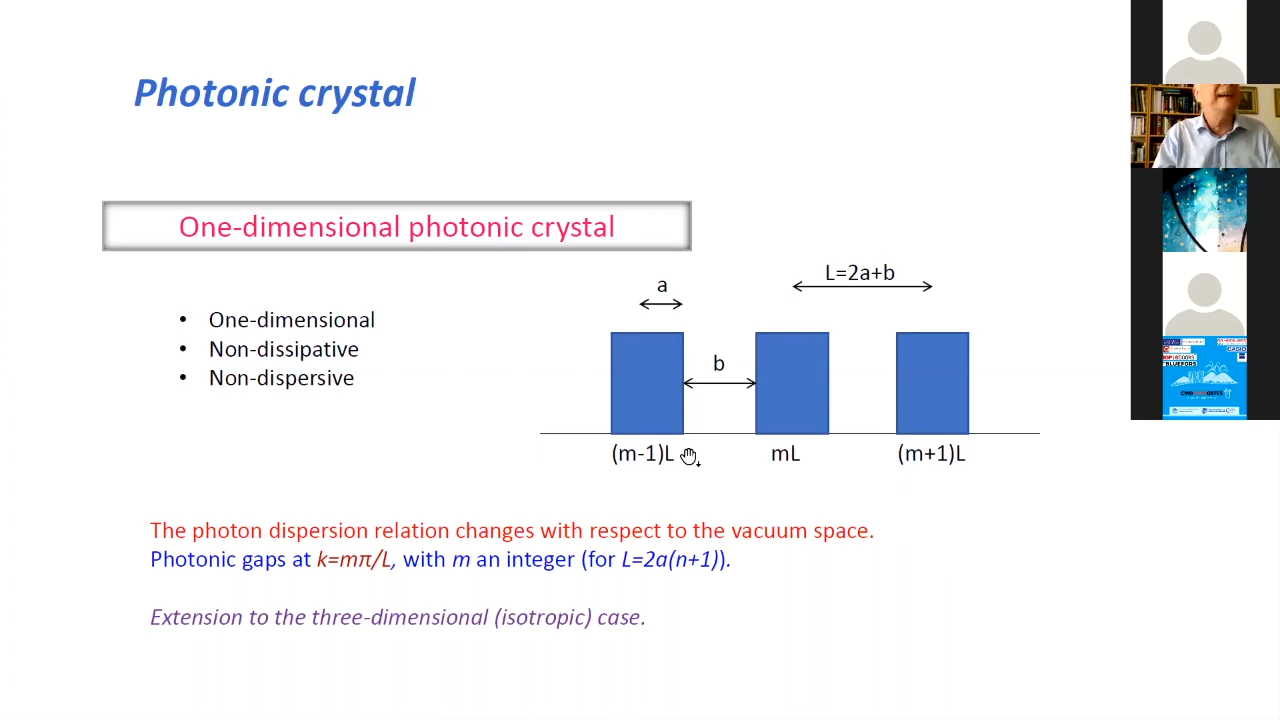 Photonic crystal
One-dimensional photonic crystal
• One-dimensional
• Non-dissipative
• Non-dispersive
a
L=2a+b
b
(m-1)L
mL
(m+1)L
The photon dispersion relation changes with respect to the vacuum space.
Photonic gaps at k=mπ/L, with m an integer (for L=2a(n+1)).
Extension to the three-dimensional (isotropic) case.